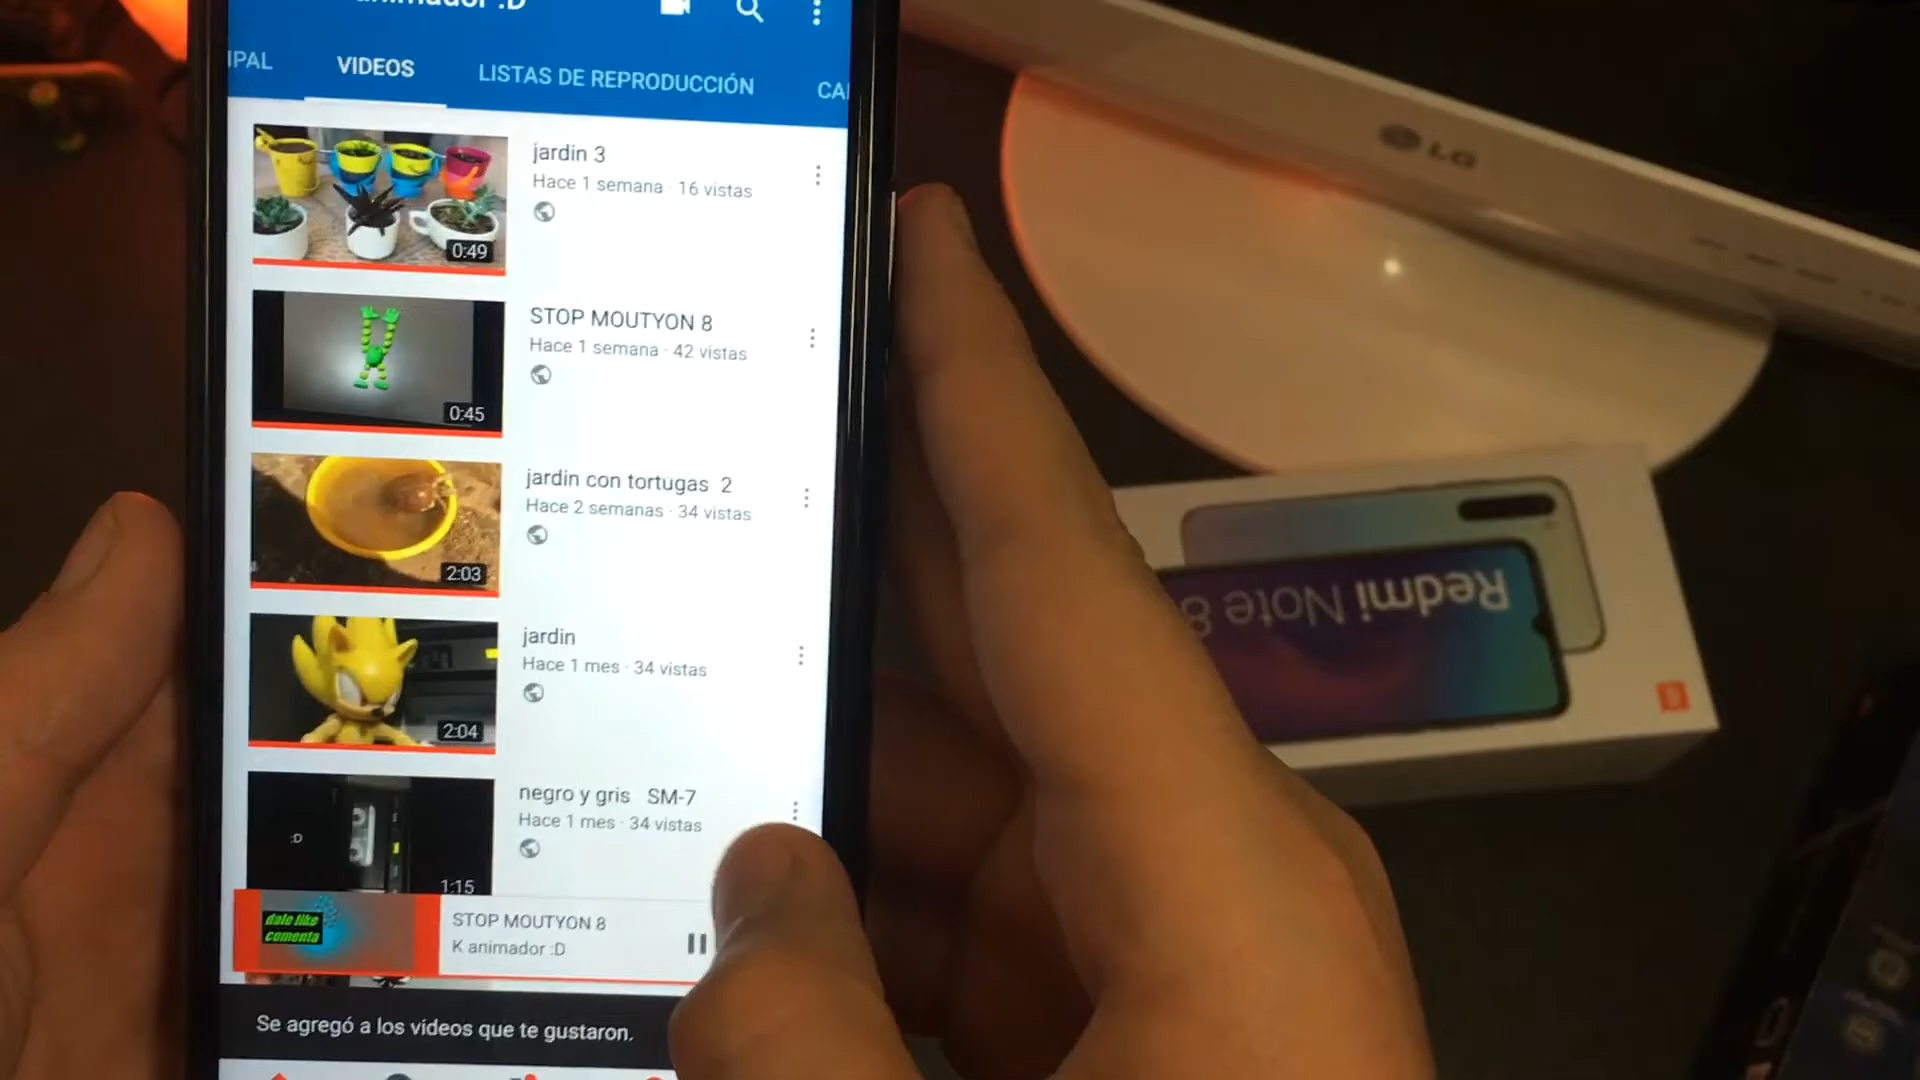 animador :D
IPAL
VIDEOS
LISTAS DE REPRODUCCIÓN
CA
jardin 3
Hace 1 semana · 16 vistas
0:49
STOP MOUTYON 8
Hace 1 semana · 42 vistas
0:45
jardin con tortugas 2
Hace 2 semanas · 34 vistas
2:03
jardin
Hace 1 mes · 34 vistas
2:04
negro y gris SM-7
Hace 1 mes · 34 vistas
:D
1:15
dale like
comenta
STOP MOUTYON 8
K animador :D
Se agregó a los videos que te gustaron.
LG
Redmi Note 8